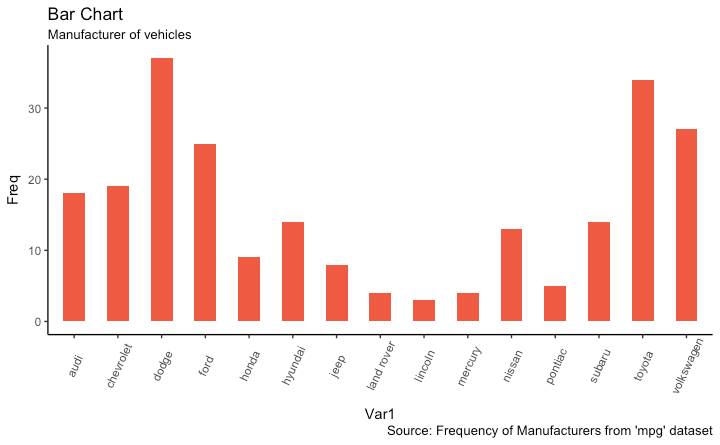 Bar Chart
Manufacturer of vehicles
Freq
30
20
10
0
audi
chevrolet
dodge
ford
honda
hyundai
jeep
land rover
lincoln
mercury
nissan
pontiac
subaru
toyota
volkswagen
Var1
Source: Frequency of Manufacturers from 'mpg' dataset